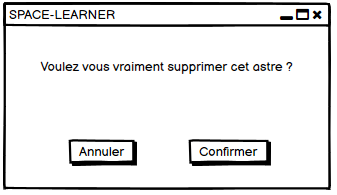 SPACE-LEARNER
Voulez vous vraiment supprimer cet astre ?
Annuler Confirmer